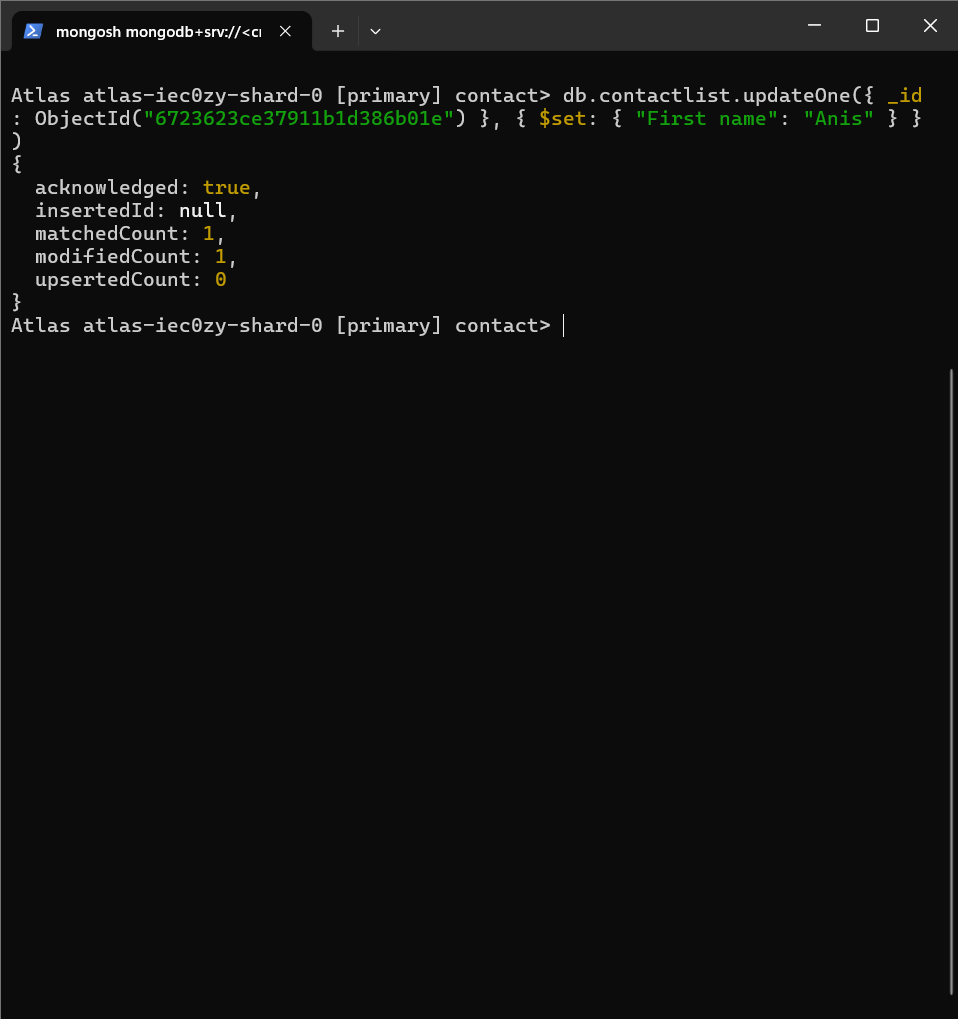 mongosh mongodb+srv://<cr
Atlas atlas-iec0zy-shard-0 [primary] contact> db.contactlist.updateOne({ _id
: ObjectId("6723623ce37911b1d386b01e") }, { $set: { "First name": "Anis" } }
)
{
  acknowledged: true,
  insertedId: null,
  matchedCount: 1,
  modifiedCount: 1,
  upsertedCount: 0
}
Atlas atlas-iec0zy-shard-0 [primary] contact>